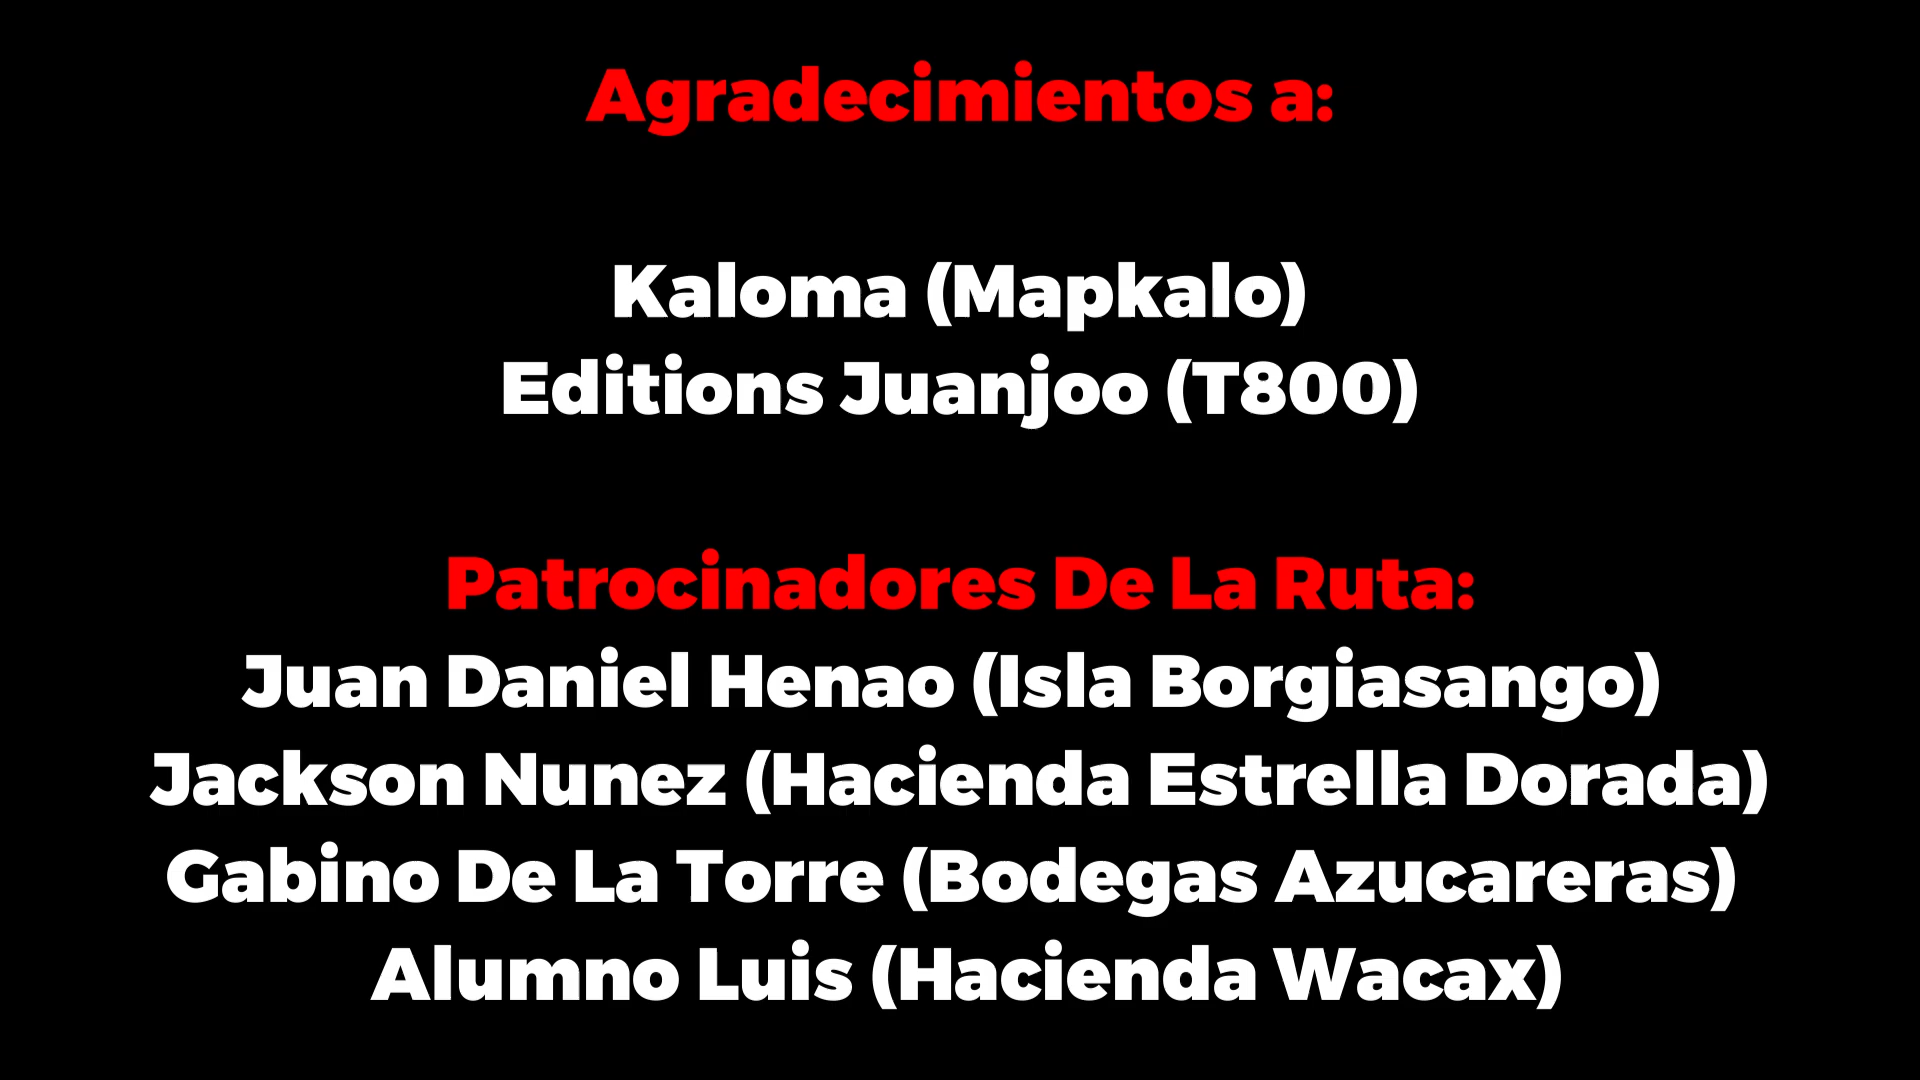 Agradecimientos a:
Kaloma (Mapkalo)
Editions Juanjoo (T800)
Patrocinadores De La Ruta:
Juan Daniel Henao (Isla Borgiasango)
Jackson Nunez (Hacienda Estrella Dorada)
Gabino De La Torre (Bodegas Azucareras)
Alumno Luis (Hacienda Wacax)